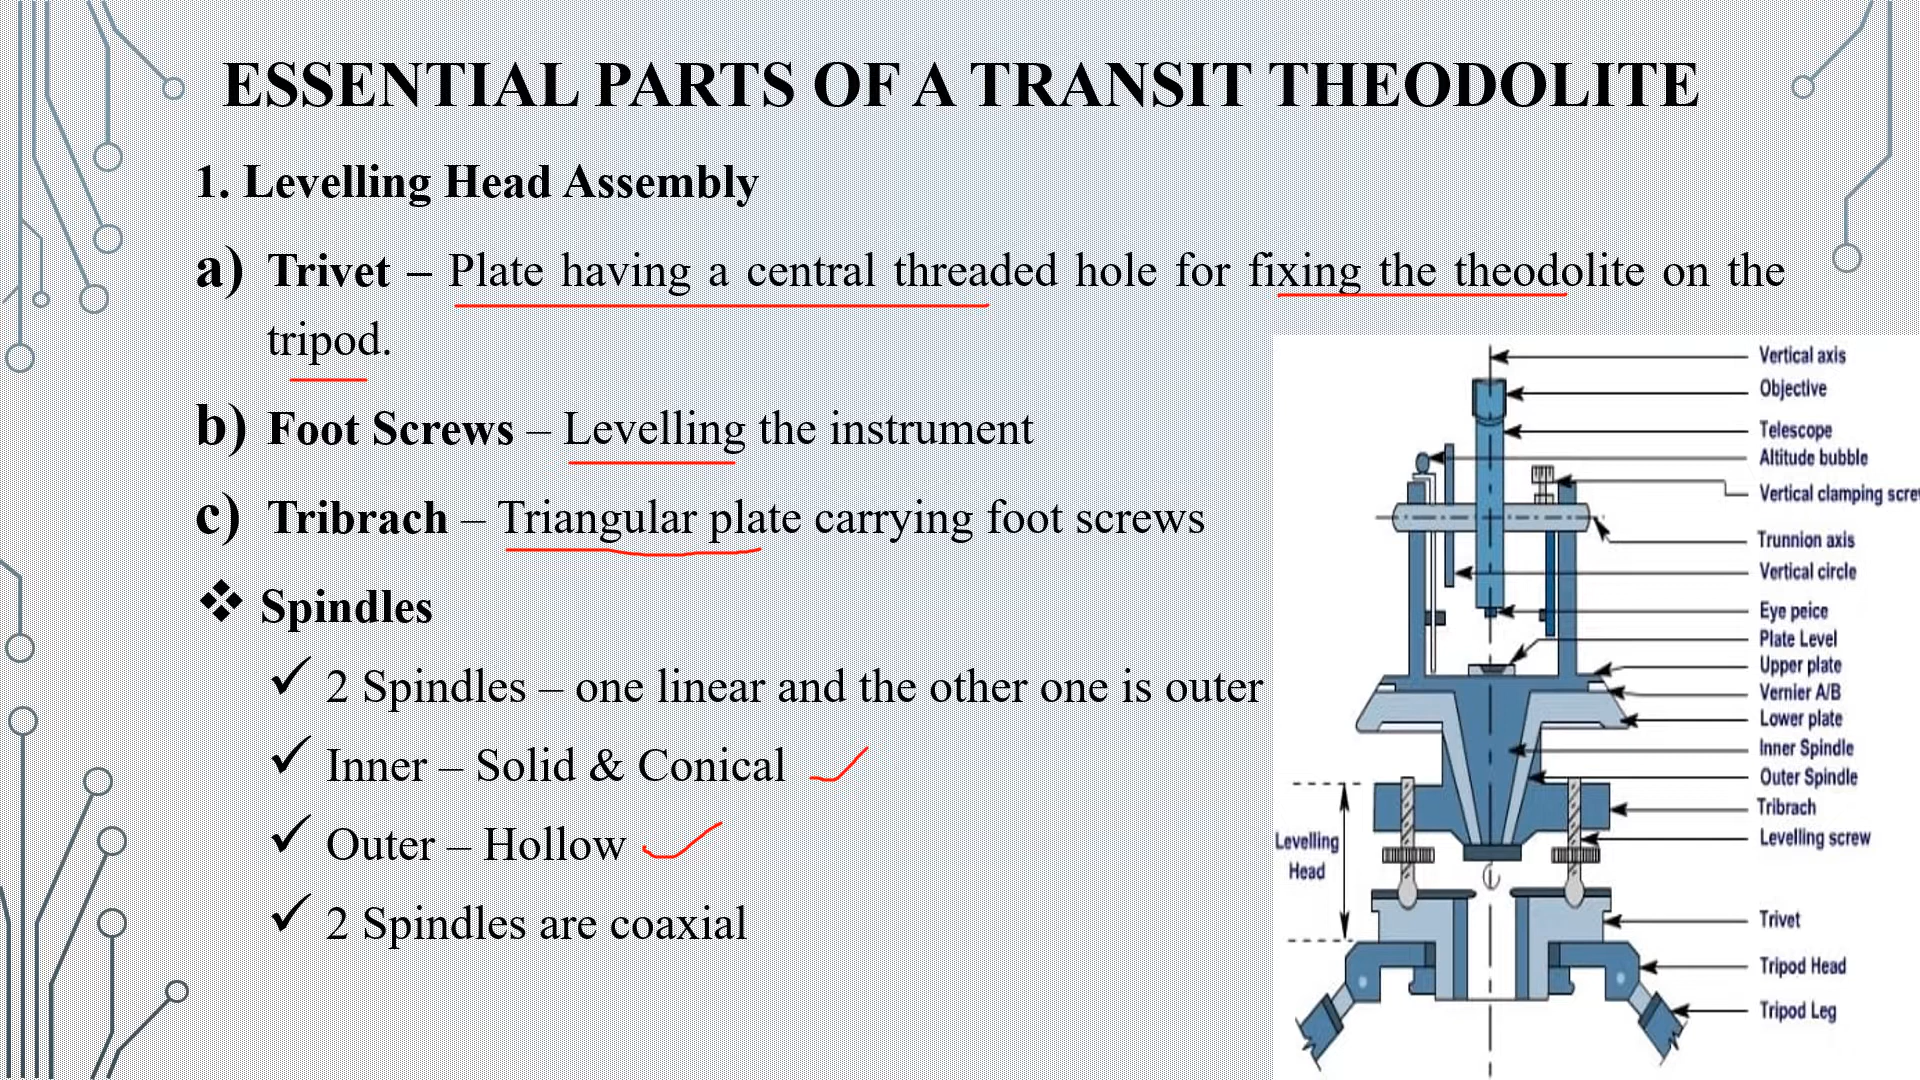 ESSENTIAL PARTS OF A TRANSIT THEODOLITE
1. Levelling Head Assembly
a) Trivet – Plate having a central threaded hole for fixing the theodolite on the
tripod.
b) Foot Screws – Levelling the instrument
c) Tribrach – Triangular plate carrying foot screws
❖ Spindles
✓ 2 Spindles – one linear and the other one is outer
✓ Inner – Solid & Conical
✓ Outer – Hollow
✓ 2 Spindles are coaxial
Vertical axis
Objective
Telescope
Altitude bubble
Vertical clamping screw
Trunnion axis
Vertical circle
Eye peice
Plate Level
Upper plate
Vernier A/B
Lower plate
Inner Spindle
Outer Spindle
Tribrach
Levelling screw
Levelling
Head
Trivet
Tripod Head
Tripod Leg